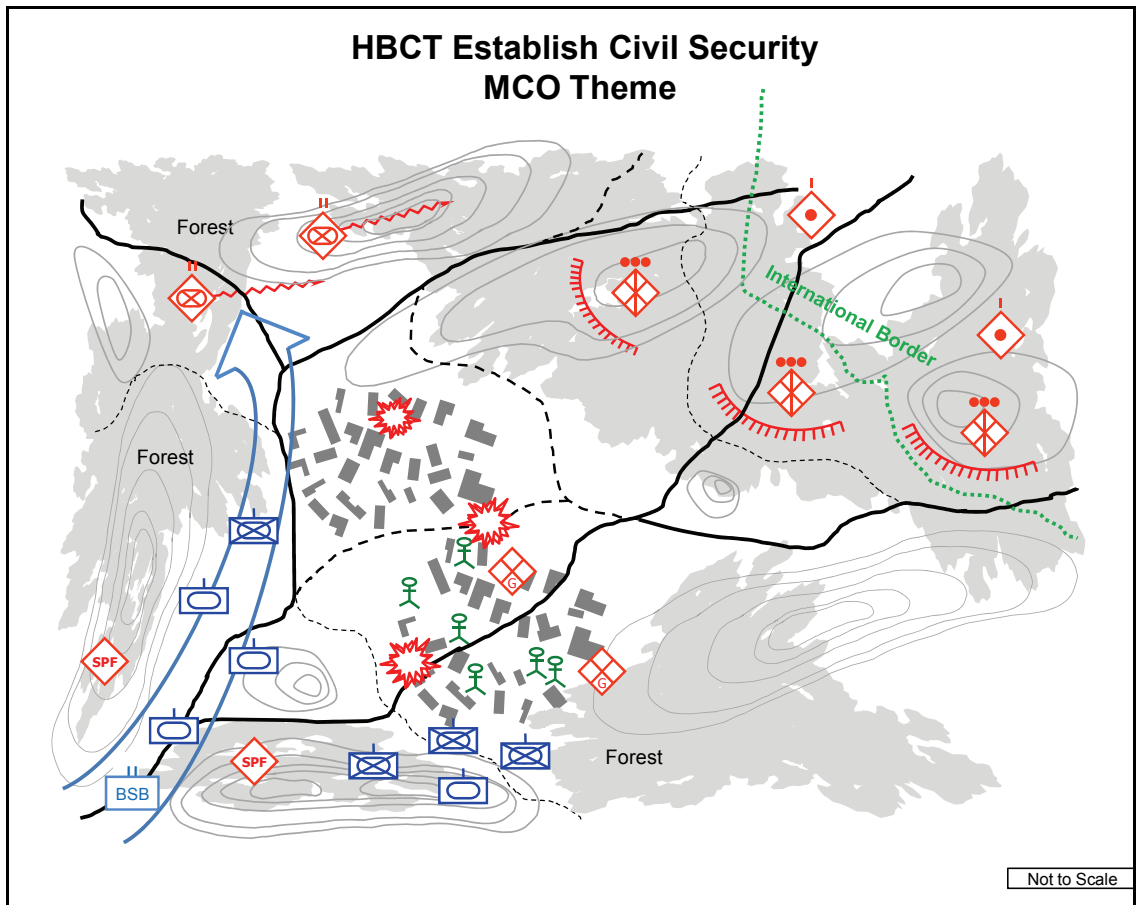 HBCT Establish Civil Security
MCO Theme
Forest
International Border
Forest
SPF
G
G
SPF
Forest
BSB
Not to Scale